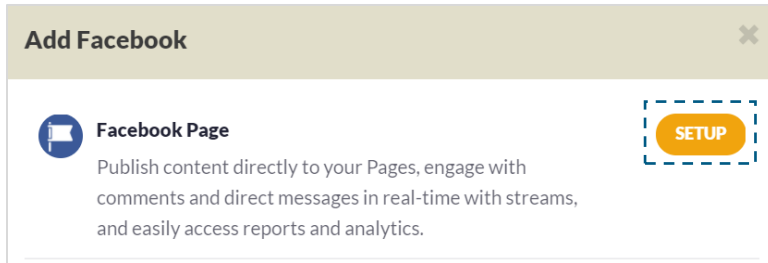 Add Facebook
Facebook Page
SETUP
Publish content directly to your Pages, engage with
comments and direct messages in real-time with streams,
and easily access reports and analytics.